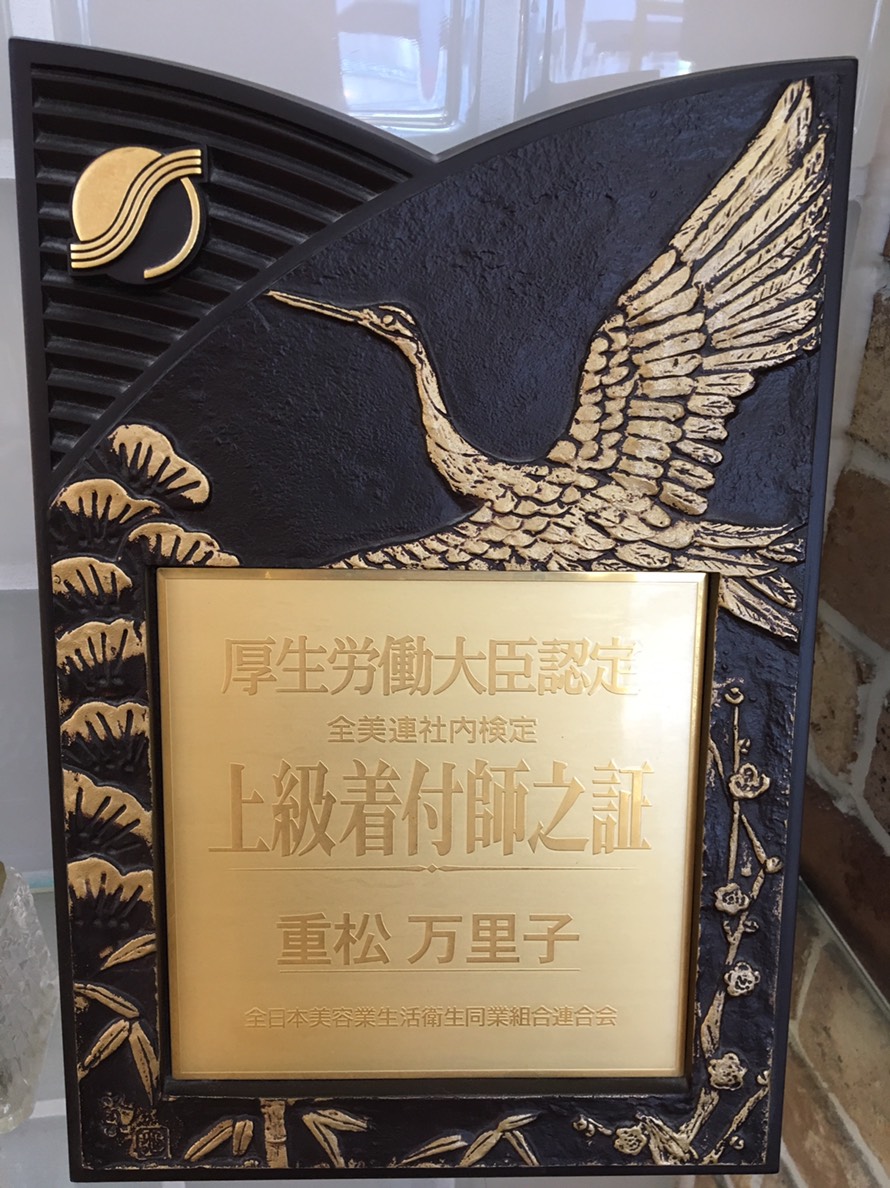 厚生労働大臣認定
全美連社内検定
上級着付師之証
重松 万里子
全日本美容業生活衛生同業組合連合会